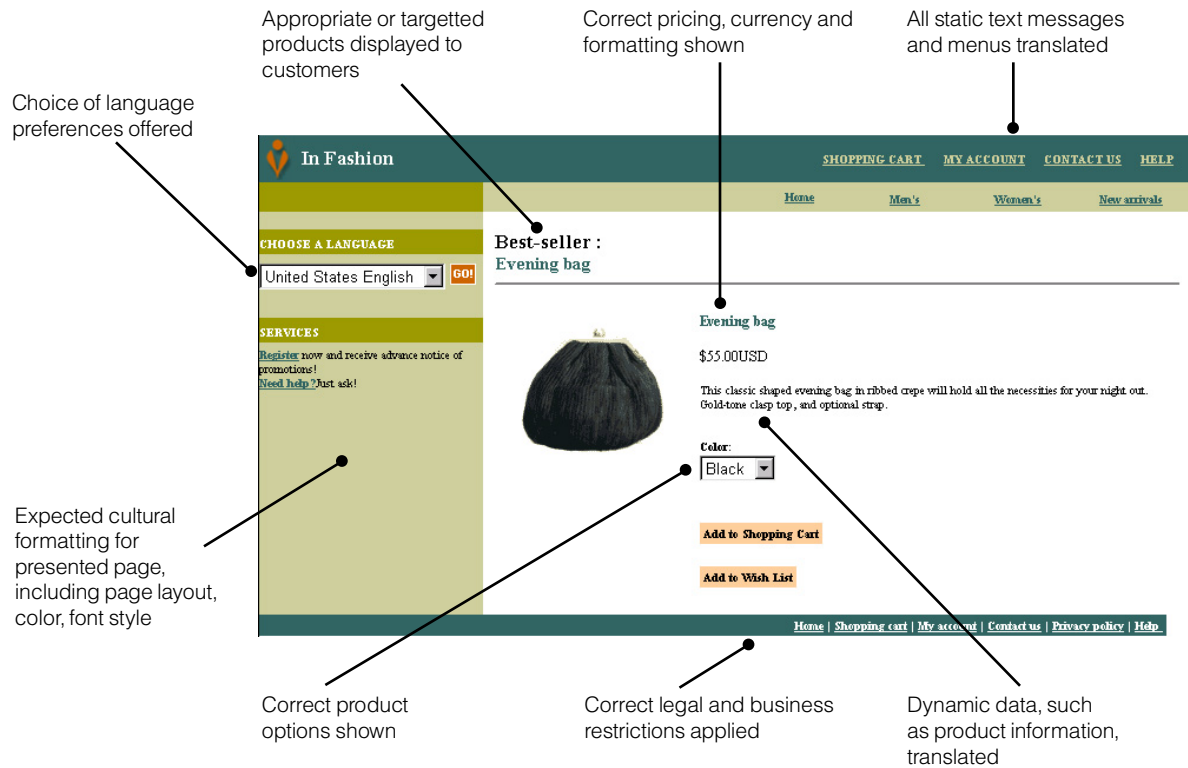 Appropriate or targetted
products displayed to
customers
Correct pricing, currency and
formatting shown
All static text messages
and menus translated
Choice of language
preferences offered
In Fashion
SHOPPING CART MY ACCOUNT CONTACT US HELP
Home Men's Women's New arrivals
CHOOSE A LANGUAGE
United States English GO!
SERVICES
Register now and receive advance notice of
promotions!
Need help?Just ask!
Best-seller :
Evening bag
Evening bag
$55.00USD
This classic shaped evening bag in ribbed crepe will hold all the necessities for your night out.
Gold-tone clasp top, and optional strap.
Color:
Black
Add to Shopping Cart
Add to Wish List
Home | Shopping cart | My account | Contact us | Privacy policy | Help
Expected cultural
formatting for
presented page,
including page layout,
color, font style
Correct product
options shown
Correct legal and business
restrictions applied
Dynamic data, such
as product information,
translated